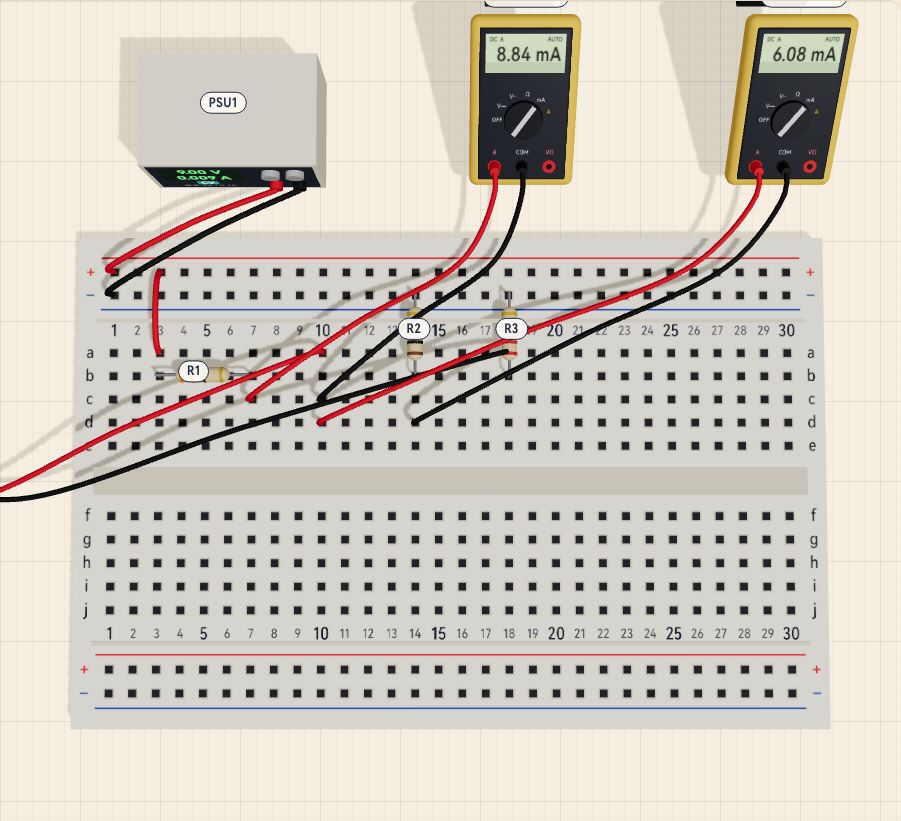 DC A AUTO
8.84 mA
V⎓ Ω mA
V~ A
OFF
A COM VΩ
DC A AUTO
6.08 mA
V⎓ Ω mA
V~ A
OFF
A COM VΩ
PSU1
9.00 V
0.009 A
+ +
− −
1 2 3 4 5 6 7 8 9 10 11 12 13 15 16 17 19 20 21 22 23 24 25 26 27 28 29 30
R2 R3
a a
R1
b b
c c
d d
e e
f f
g g
h h
i i
j j
1 2 3 4 5 6 7 8 9 10 11 12 13 14 15 16 17 18 19 20 21 22 23 24 25 26 27 28 29 30
+ +
− −